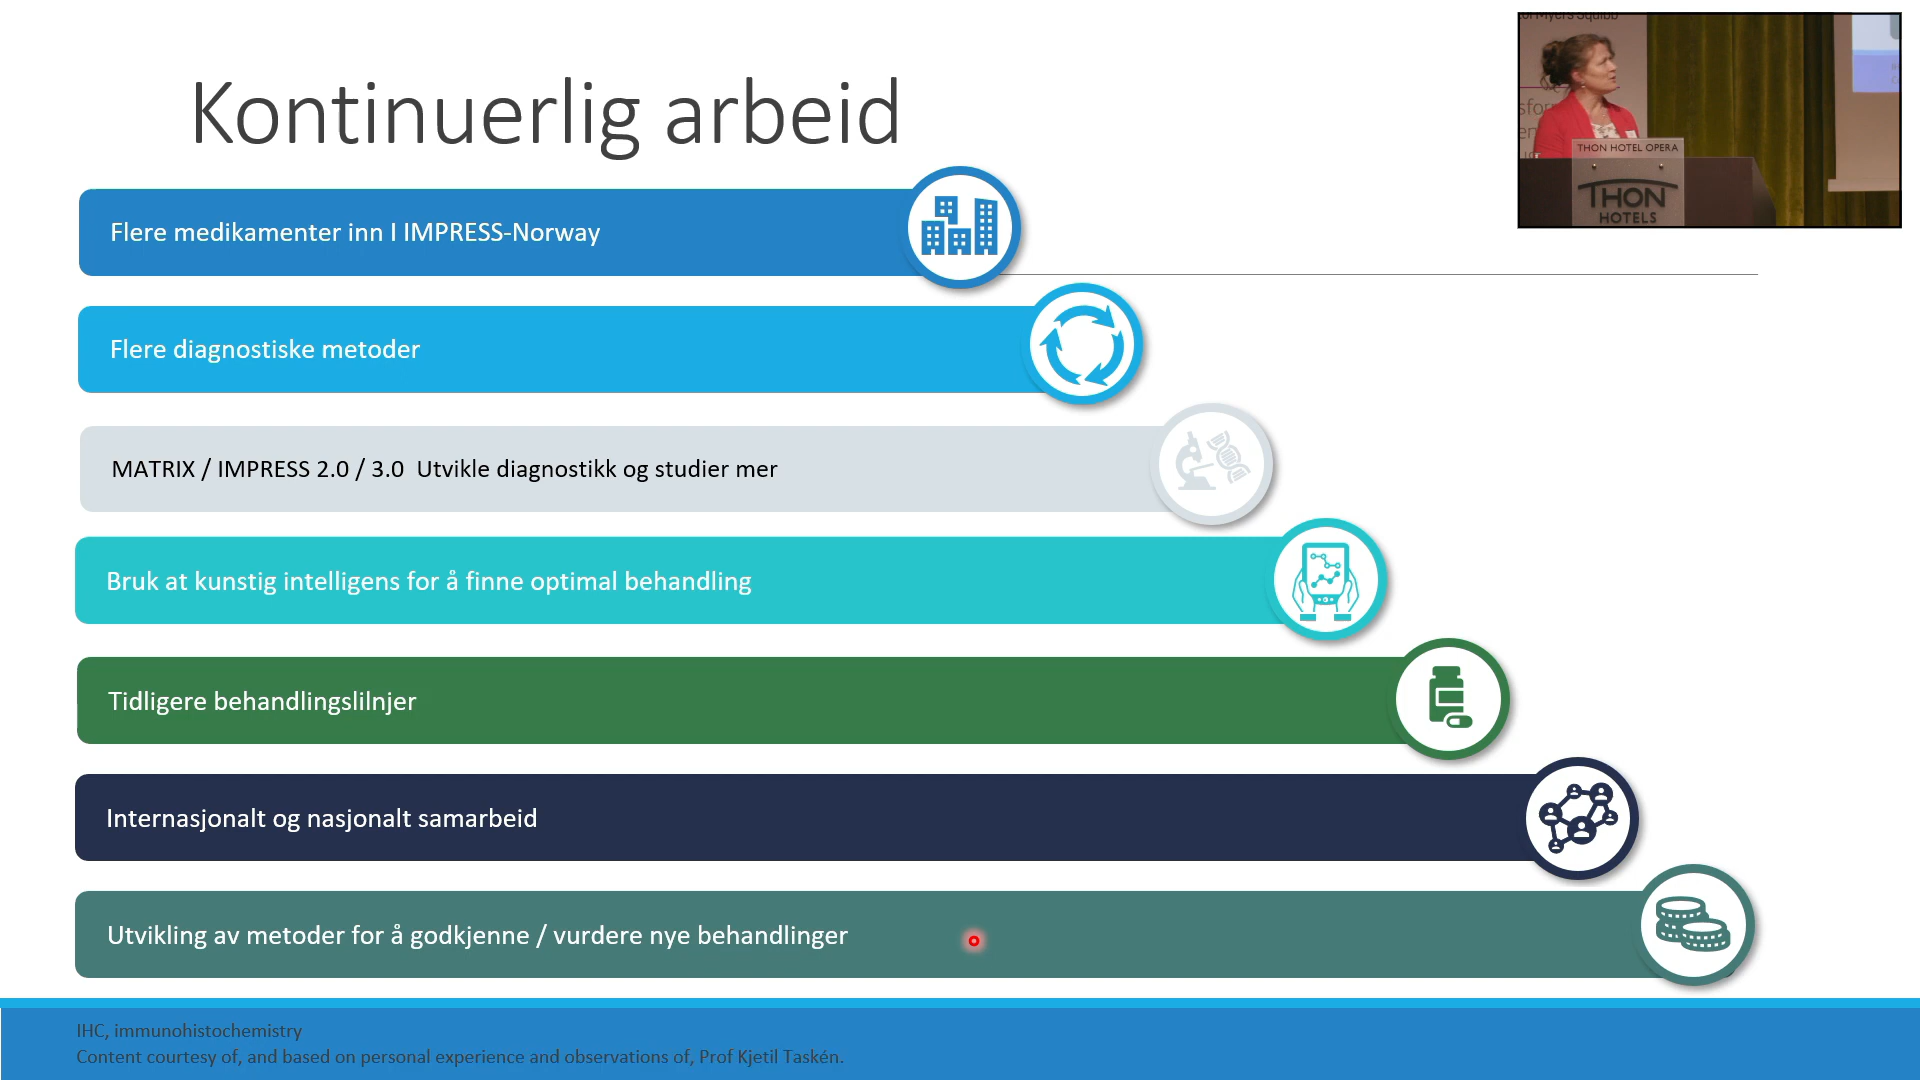 Kontinuerlig arbeid
Flere medikamenter inn I IMPRESS-Norway
Flere diagnostiske metoder
MATRIX / IMPRESS 2.0 / 3.0 Utvikle diagnostikk og studier mer
Bruk at kunstig intelligens for å finne optimal behandling
Tidligere behandlingslilnjer
Internasjonalt og nasjonalt samarbeid
Utvikling av metoder for å godkjenne / vurdere nye behandlinger
IHC, immunohistochemistry
Content courtesy of, and based on personal experience and observations of, Prof Kjetil Taskén.
Myers Squibb
THON HOTEL OPERA
THON
HOTELS